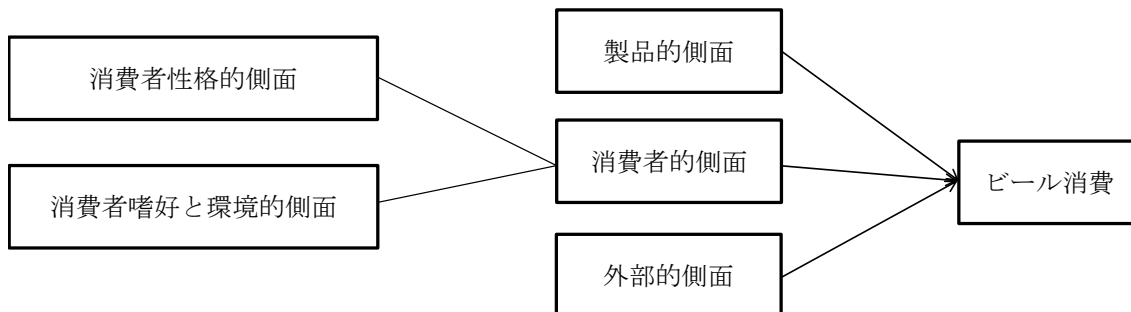 消費者性格的側面
消費者嗜好と環境的側面
製品的側面
消費者的側面
外部的側面
ビール消費